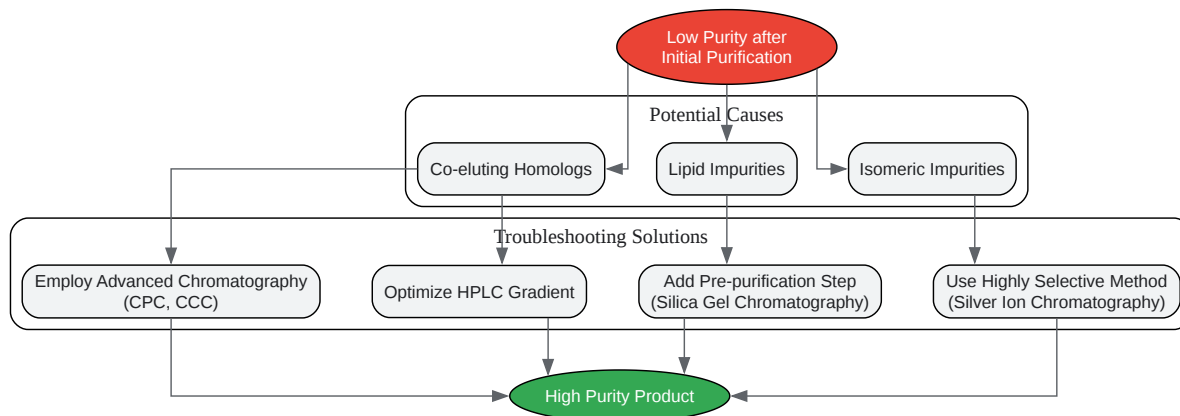 Low Purity after
Initial Purification
Potential Causes
Co-eluting Homologs
Lipid Impurities
Isomeric Impurities
Troubleshooting Solutions
Employ Advanced Chromatography
(CPC, CCC)
Optimize HPLC Gradient
Add Pre-purification Step
(Silica Gel Chromatography)
Use Highly Selective Method
(Silver Ion Chromatography)
High Purity Product